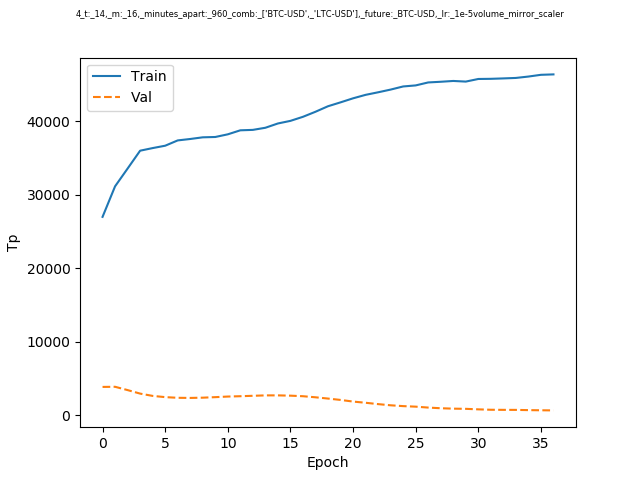 4_t:_14,_m:_16,_minutes_apart:_960_comb:_['BTC-USD',_'LTC-USD'],_future:_BTC-USD,_lr:_1e-5volume_mirror_scaler
Train
Val
40000
30000
20000
10000
0
Tp
0 5 10 15 20 25 30 35
Epoch